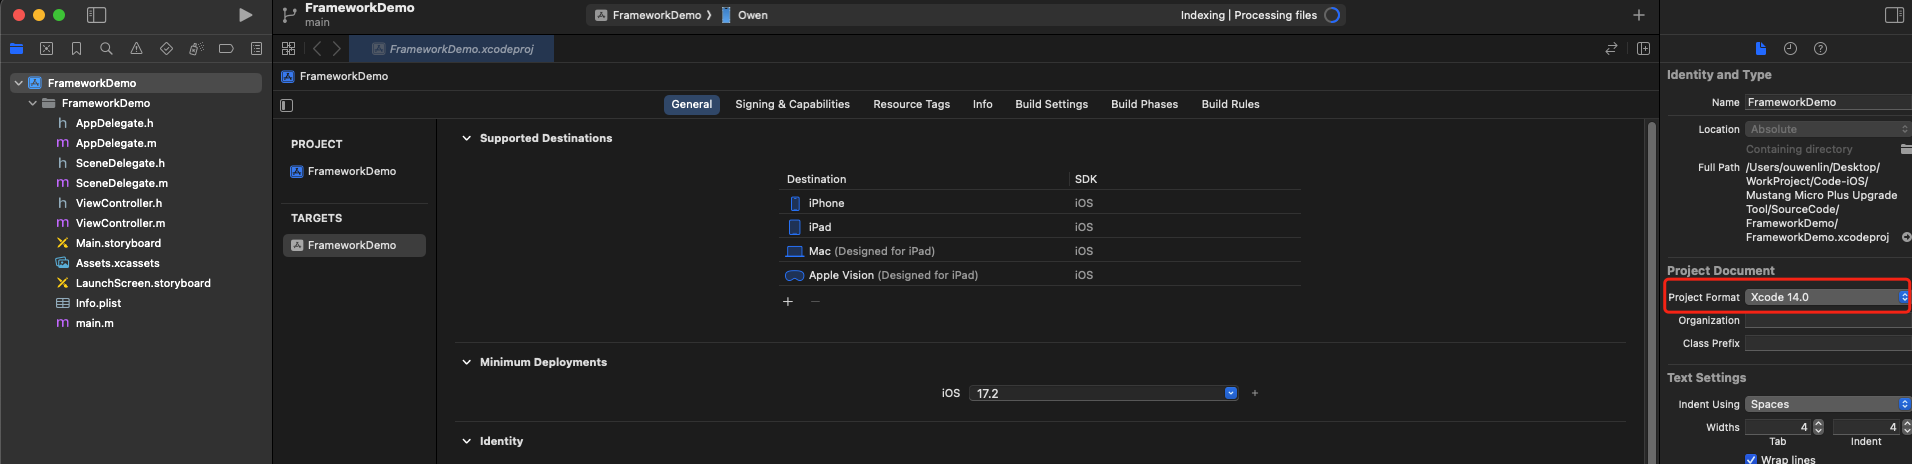 FrameworkDemo
main
FrameworkDemo
Owen
Indexing | Processing files
FrameworkDemo.xcodeproj
FrameworkDemo
General
Signing & Capabilities
Resource Tags
Info
Build Settings
Build Phases
Build Rules
FrameworkDemo
FrameworkDemo
h AppDelegate.h
m AppDelegate.m
h SceneDelegate.h
m SceneDelegate.m
h ViewController.h
m ViewController.m
Main.storyboard
Assets.xcassets
LaunchScreen.storyboard
Info.plist
m main.m
PROJECT
FrameworkDemo
TARGETS
FrameworkDemo
Supported Destinations
Destination SDK
iPhone iOS
iPad iOS
Mac (Designed for iPad) iOS
Apple Vision (Designed for iPad) iOS
Minimum Deployments
iOS 17.2
Identity
Identity and Type
Name FrameworkDemo
Location Absolute
Containing directory
Full Path /Users/ouwenlin/Desktop/
WorkProject/Code-iOS/
Mustang Micro Plus Upgrade
Tool/SourceCode/
FrameworkDemo/
FrameworkDemo.xcodeproj
Project Document
Project Format Xcode 14.0
Organization
Class Prefix
Text Settings
Indent Using Spaces
Widths 4 4
Tab Indent
Wrap lines